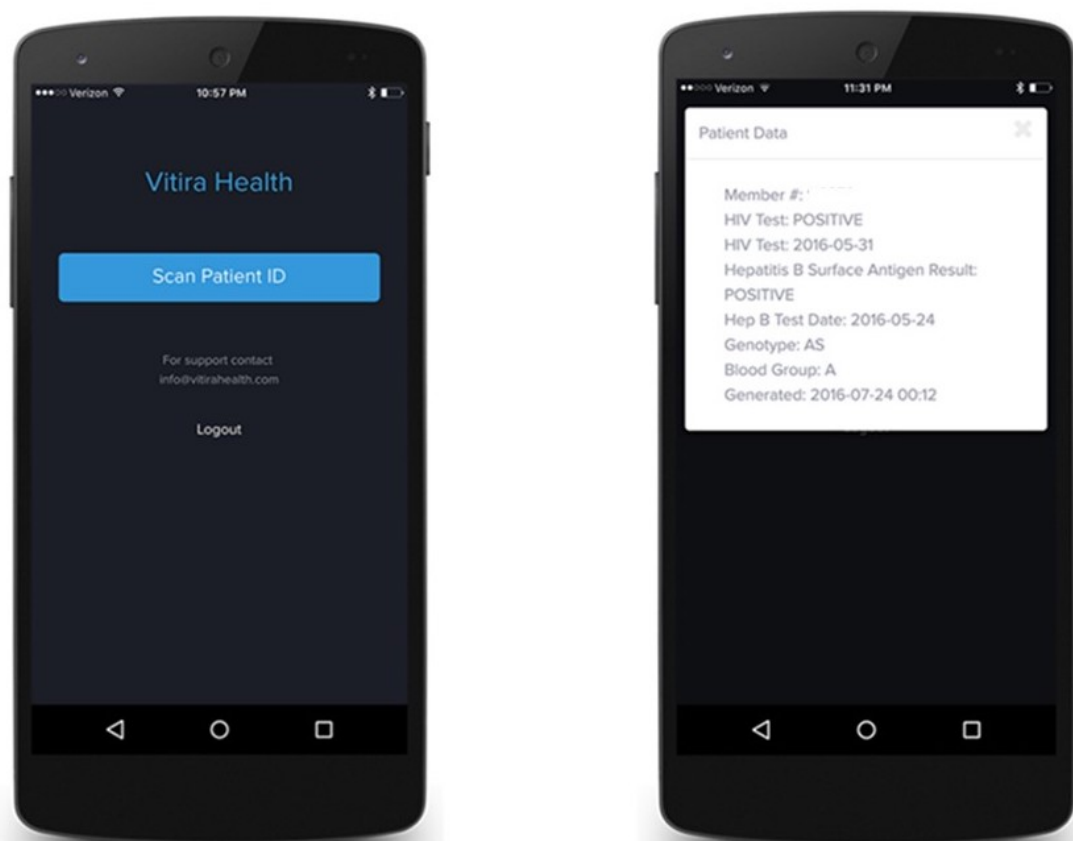 Verizon
10:57 PM
Vitira Health
Scan Patient ID
For support contact
info@vitirahealth.com
Logout
Verizon
11:31 PM
Patient Data
Member #:
HIV Test: POSITIVE
HIV Test: 2016-05-31
Hepatitis B Surface Antigen Result:
POSITIVE
Hep B Test Date: 2016-05-24
Genotype: AS
Blood Group: A
Generated: 2016-07-24 00:12